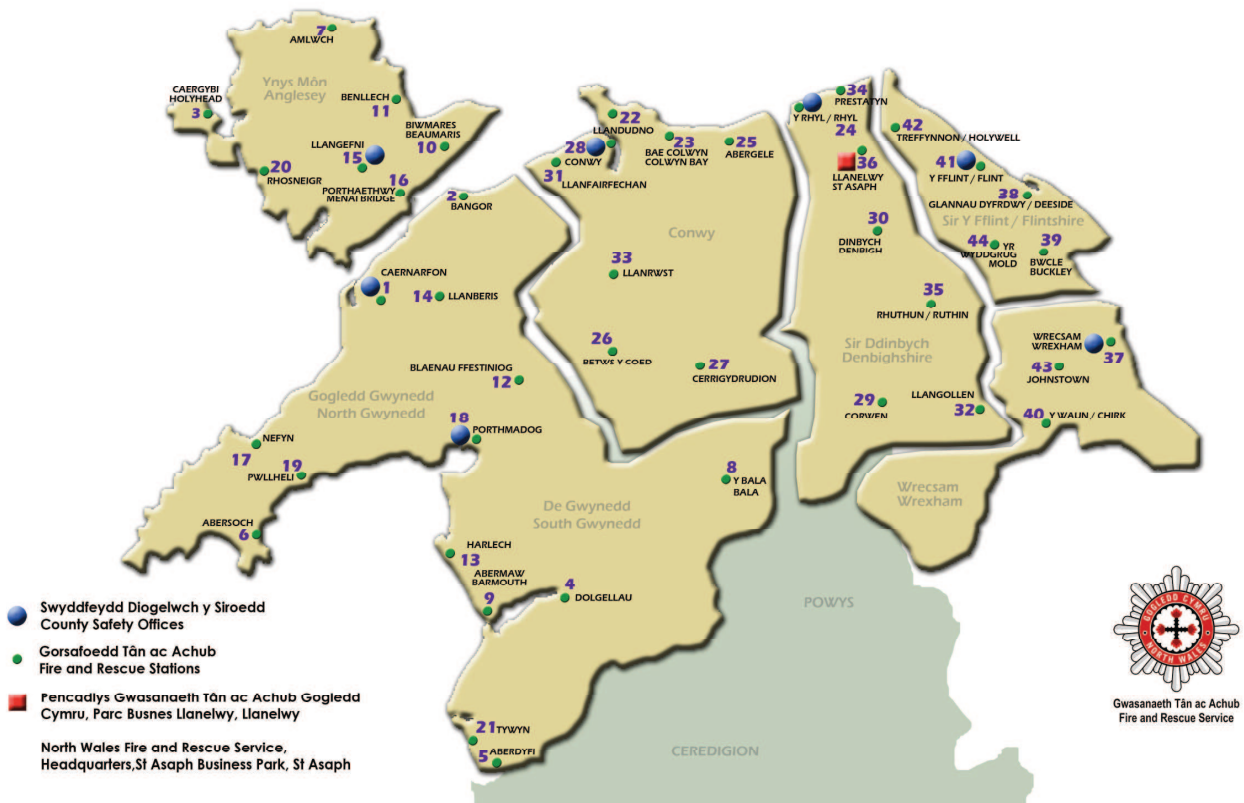 7
AMLWCH
Ynys Môn
Anglesey
CAERGYBI
HOLYHEAD
3
BENLLECH
11
BIWMARES
BEAUMARIS
10
LLANGEFNI
15
20
RHOSNEIGR
16
PORTHAETHWY
MENAI BRIDGE
2
BANGOR
CAERNARFON
1
14
LLANBERIS
BLAENAU FFESTINIOG
12
Gogledd Gwynedd
North Gwynedd
18
PORTHMADOG
NEFYN
17
19
PWLLHELI
ABERSOCH
6
22
LLANDUDNO
28
CONWY
31
LLANFAIRFECHAN
23
BAE COLWYN
COLWYN BAY
25
ABERGELE
Conwy
33
LLANRWST
26
BETWS Y COED
27
CERRIGYDRUDION
34
PRESTATYN
Y RHYL / RHYL
24
36
LLANELWY
ST ASAPH
30
DINBYCH
DENBIGH
35
RHUTHUN / RUTHIN
Sir Ddinbych
Denbighshire
29
CORWEN
LLANGOLLEN
32
42
TREFFYNNON / HOLYWELL
41
Y FFLINT / FLINT
38
GLANNAU DYFRDWY / DEESIDE
Sir Y Fflint / Flintshire
44
YR
WYDDGRUG
MOLD
39
BWCLE
BUCKLEY
WRECSAM
WREXHAM
37
43
JOHNSTOWN
40
Y WAUN / CHIRK
Wrecsam
Wrexham
8
Y BALA
BALA
De Gwynedd
South Gwynedd
HARLECH
13
ABERMAW
BARMOUTH
9
4
DOLGELLAU
21
TYWYN
5
ABERDYFI
POWYS
CEREDIGION
Swyddfeydd Diogelwch y Siroedd
County Safety Offices
Gorsafoedd Tân ac Achub
Fire and Rescue Stations
Pencadlys Gwasanaeth Tân ac Achub Gogledd
Cymru, Parc Busnes Llanelwy, Llanelwy
North Wales Fire and Rescue Service,
Headquarters,St Asaph Business Park, St Asaph
GOGLEDD CYMRU
NORTH WALES
Gwasanaeth Tân ac Achub
Fire and Rescue Service